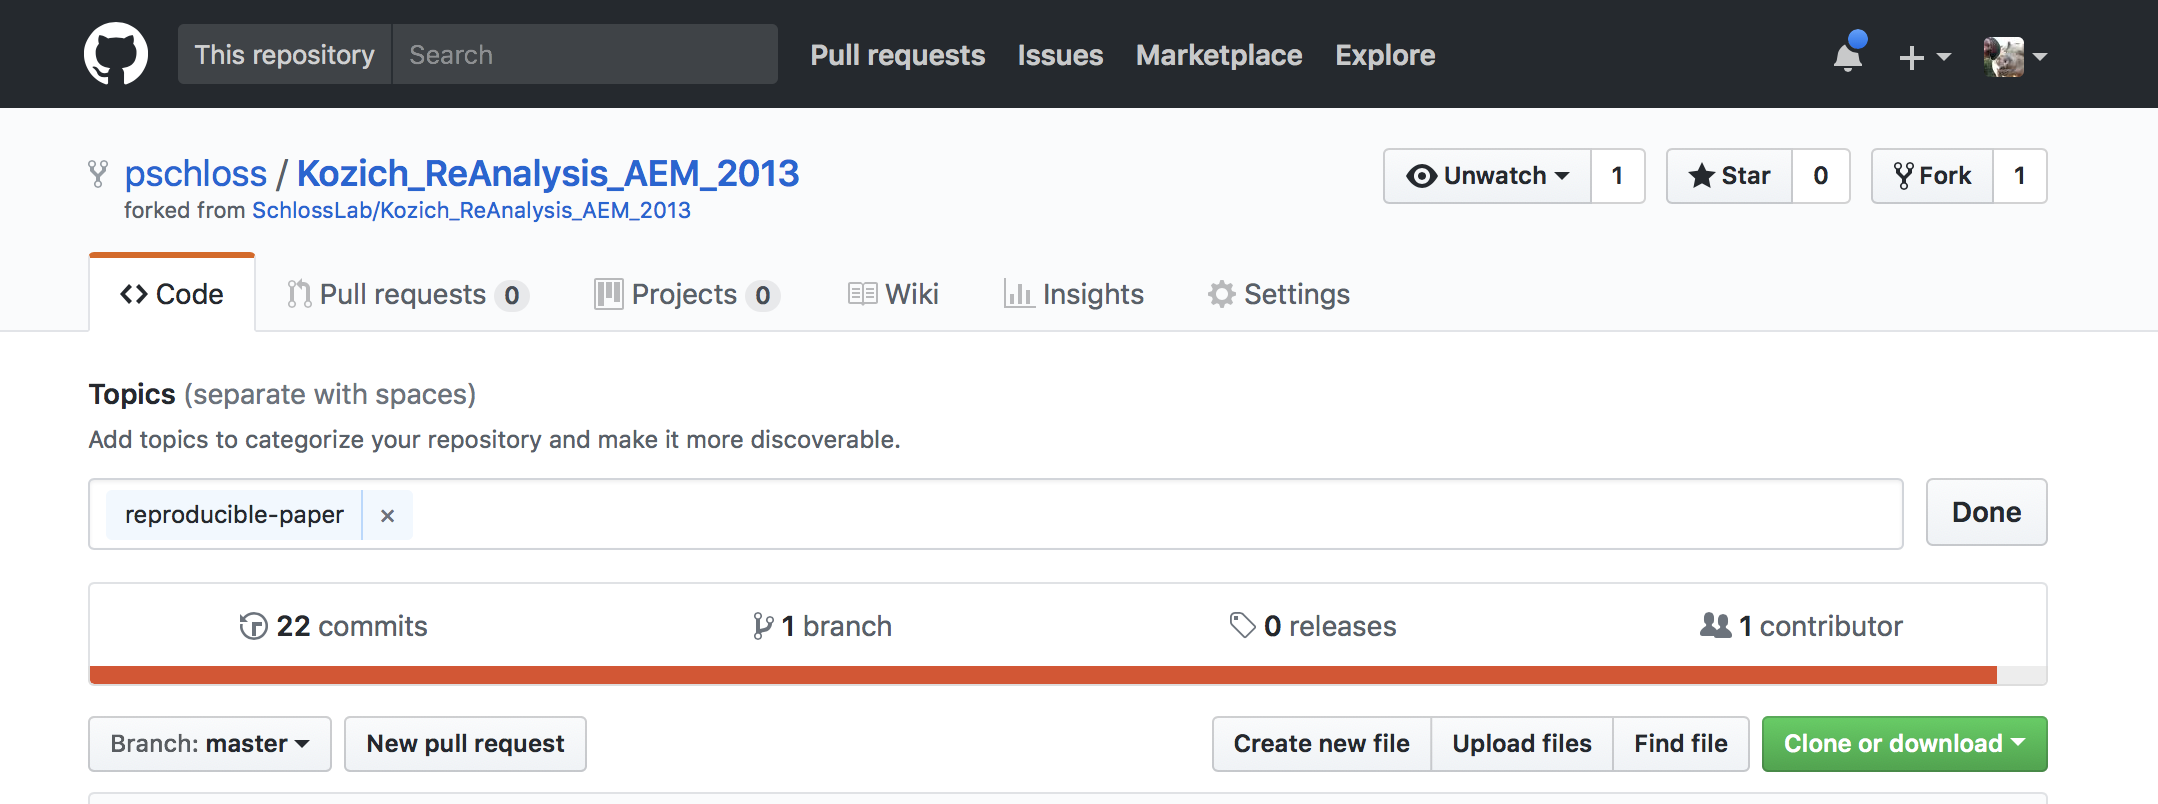 This repository Search Pull requests Issues Marketplace Explore
pschloss / Kozich_ReAnalysis_AEM_2013 Unwatch 1 Star 0 Fork 1
forked from SchlossLab/Kozich_ReAnalysis_AEM_2013
Code Pull requests 0 Projects 0 Wiki Insights Settings
Topics (separate with spaces)
Add topics to categorize your repository and make it more discoverable.
reproducible-paper × Done
22 commits 1 branch 0 releases 1 contributor
Branch: master New pull request Create new file Upload files Find file Clone or download